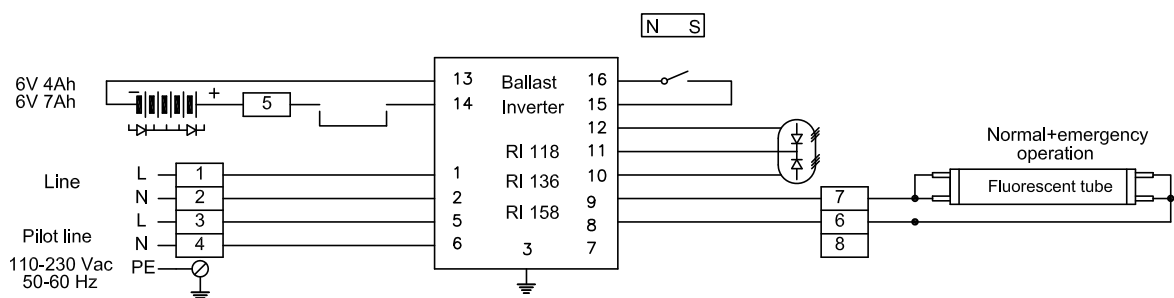 N S
6V 4Ah
6V 7Ah
- +
5
13
14
Ballast
Inverter
16
15
12
11
10
RI 118
RI 136
RI 158
Line
L 1 1
N 2 2
L 3 5
N 4 6
Pilot line
110-230 Vac
50-60 Hz
PE
3
9
8
7
7
6
8
Normal+emergency
operation
Fluorescent tube